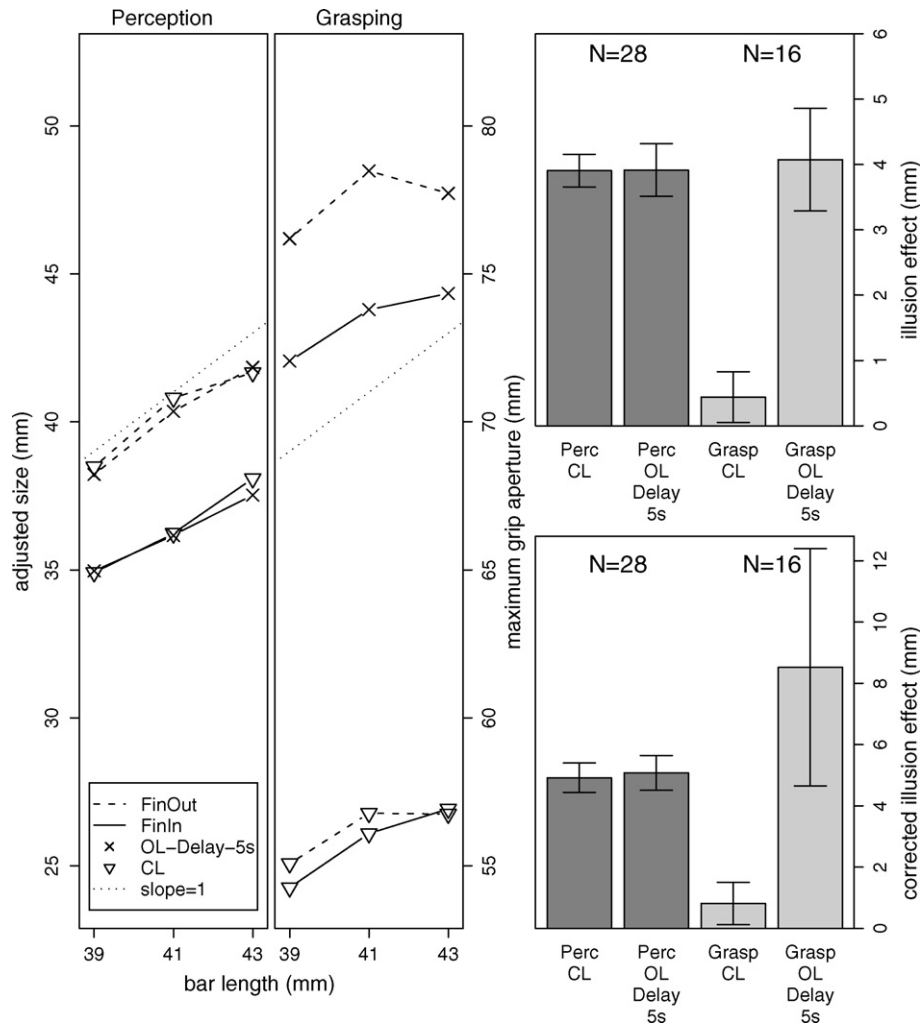 Perception
Grasping
50
45
40
35
30
25
adjusted size (mm)
39
41
43
39
41
43
bar length (mm)
80
75
70
65
60
55
maximum grip aperture (mm)
FinOut
FinIn
OL−Delay−5s
CL
slope=1
N=28
N=16
6
5
4
3
2
1
0
illusion effect (mm)
Perc
CL
Perc
OL
Delay
5s
Grasp
CL
Grasp
OL
Delay
5s
N=28
N=16
12
10
8
6
4
2
0
corrected illusion effect (mm)
Perc
CL
Perc
OL
Delay
5s
Grasp
CL
Grasp
OL
Delay
5s